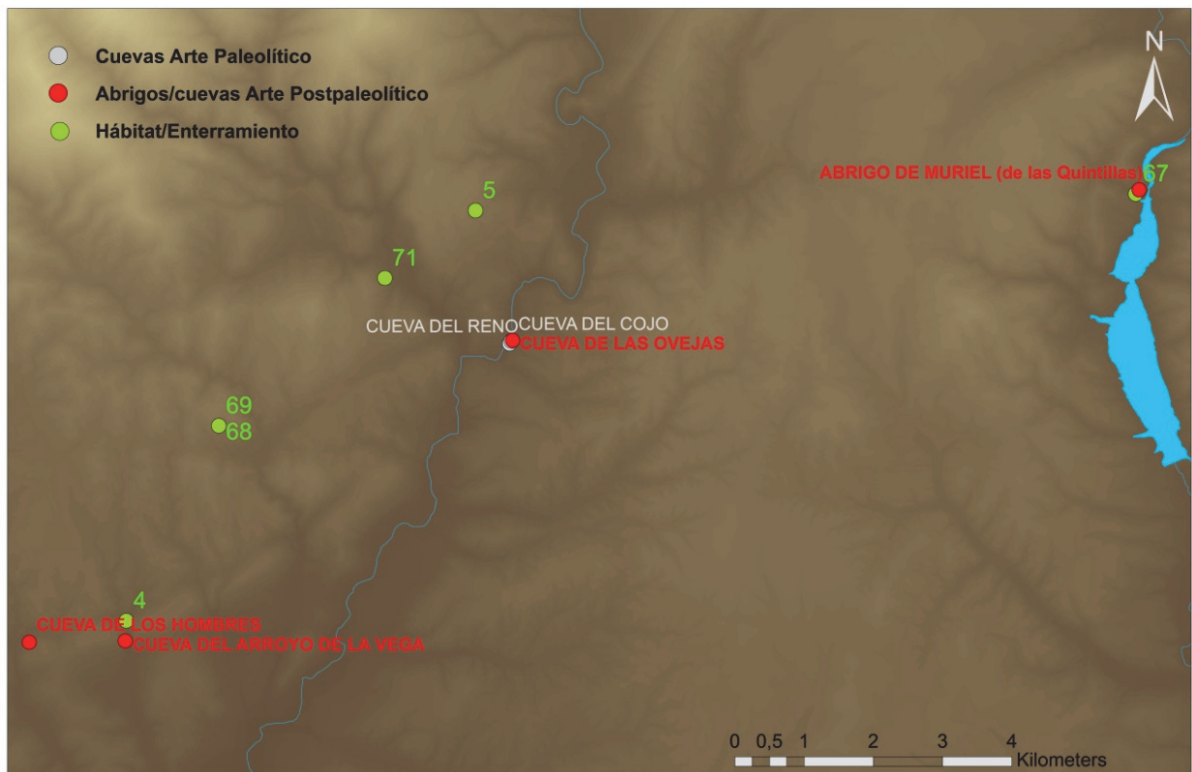 Cuevas Arte Paleolítico
Abrigos/cuevas Arte Postpaleolítico
Hábitat/Enterramiento
N
ABRIGO DE MURIEL (de las Quintillas)
67
5
71
CUEVA DEL RENO
CUEVA DEL COJO
CUEVA DE LAS OVEJAS
69
68
4
CUEVA DE LOS HOMBRES
CUEVA DEL ARROYO DE LA VEGA
0 0,5 1 2 3 4
Kilometers